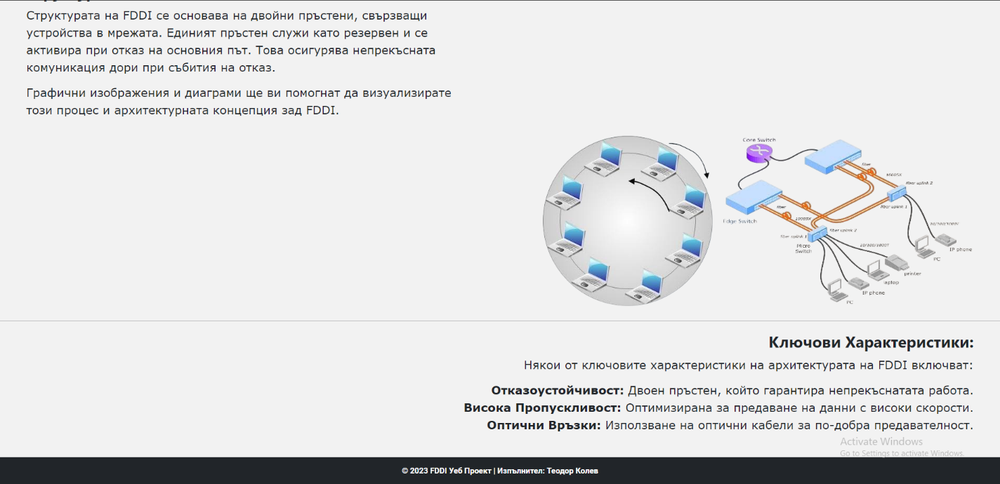 Структурата на FDDI се основава на двойни пръстени, свързващи
устройства в мрежата. Единият пръстен служи като резервен и се
активира при отказ на основния път. Това осигурява непрекъсната
комуникация дори при събития на отказ.
Графични изображения и диаграми ще ви помогнат да визуализирате
този процес и архитектурната концепция зад FDDI.
Core Switch
fiber
1000SX
fiber uplink 2
fiber uplink 1
Edge Switch
fiber
1000SX
fiber uplink 1
fiber uplink 2
Micro
Switch
10/100/1000T
10/100/1000T
IP phone
PC
printer
laptop
IP phone
PC
Ключови Характеристики:
Някои от ключовите характеристики на архитектурата на FDDI включват:
Отказоустойчивост: Двоен пръстен, който гарантира непрекъснатата работа.
Висока Пропускливост: Оптимизирана за предаване на данни с високи скорости.
Оптични Връзки: Използване на оптични кабели за по-добра предавателност.
Activate Windows
Go to Settings to activate Windows.
© 2023 FDDI Уеб Проект | Изпълнител: Теодор Колев